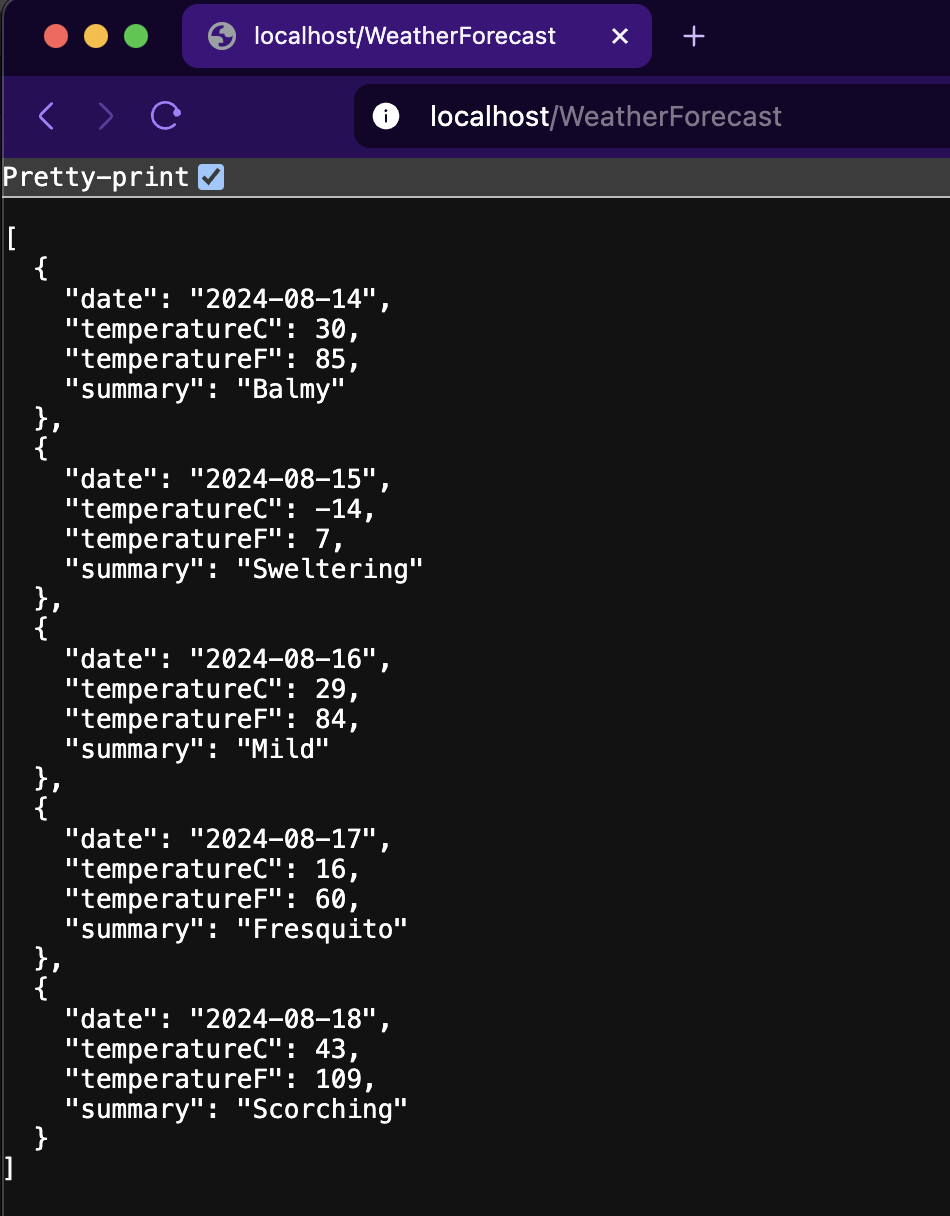 localhost/WeatherForecast
localhost/WeatherForecast
Pretty-print
[
  {
    "date": "2024-08-14",
    "temperatureC": 30,
    "temperatureF": 85,
    "summary": "Balmy"
  },
  {
    "date": "2024-08-15",
    "temperatureC": -14,
    "temperatureF": 7,
    "summary": "Sweltering"
  },
  {
    "date": "2024-08-16",
    "temperatureC": 29,
    "temperatureF": 84,
    "summary": "Mild"
  },
  {
    "date": "2024-08-17",
    "temperatureC": 16,
    "temperatureF": 60,
    "summary": "Fresquito"
  },
  {
    "date": "2024-08-18",
    "temperatureC": 43,
    "temperatureF": 109,
    "summary": "Scorching"
  }
]